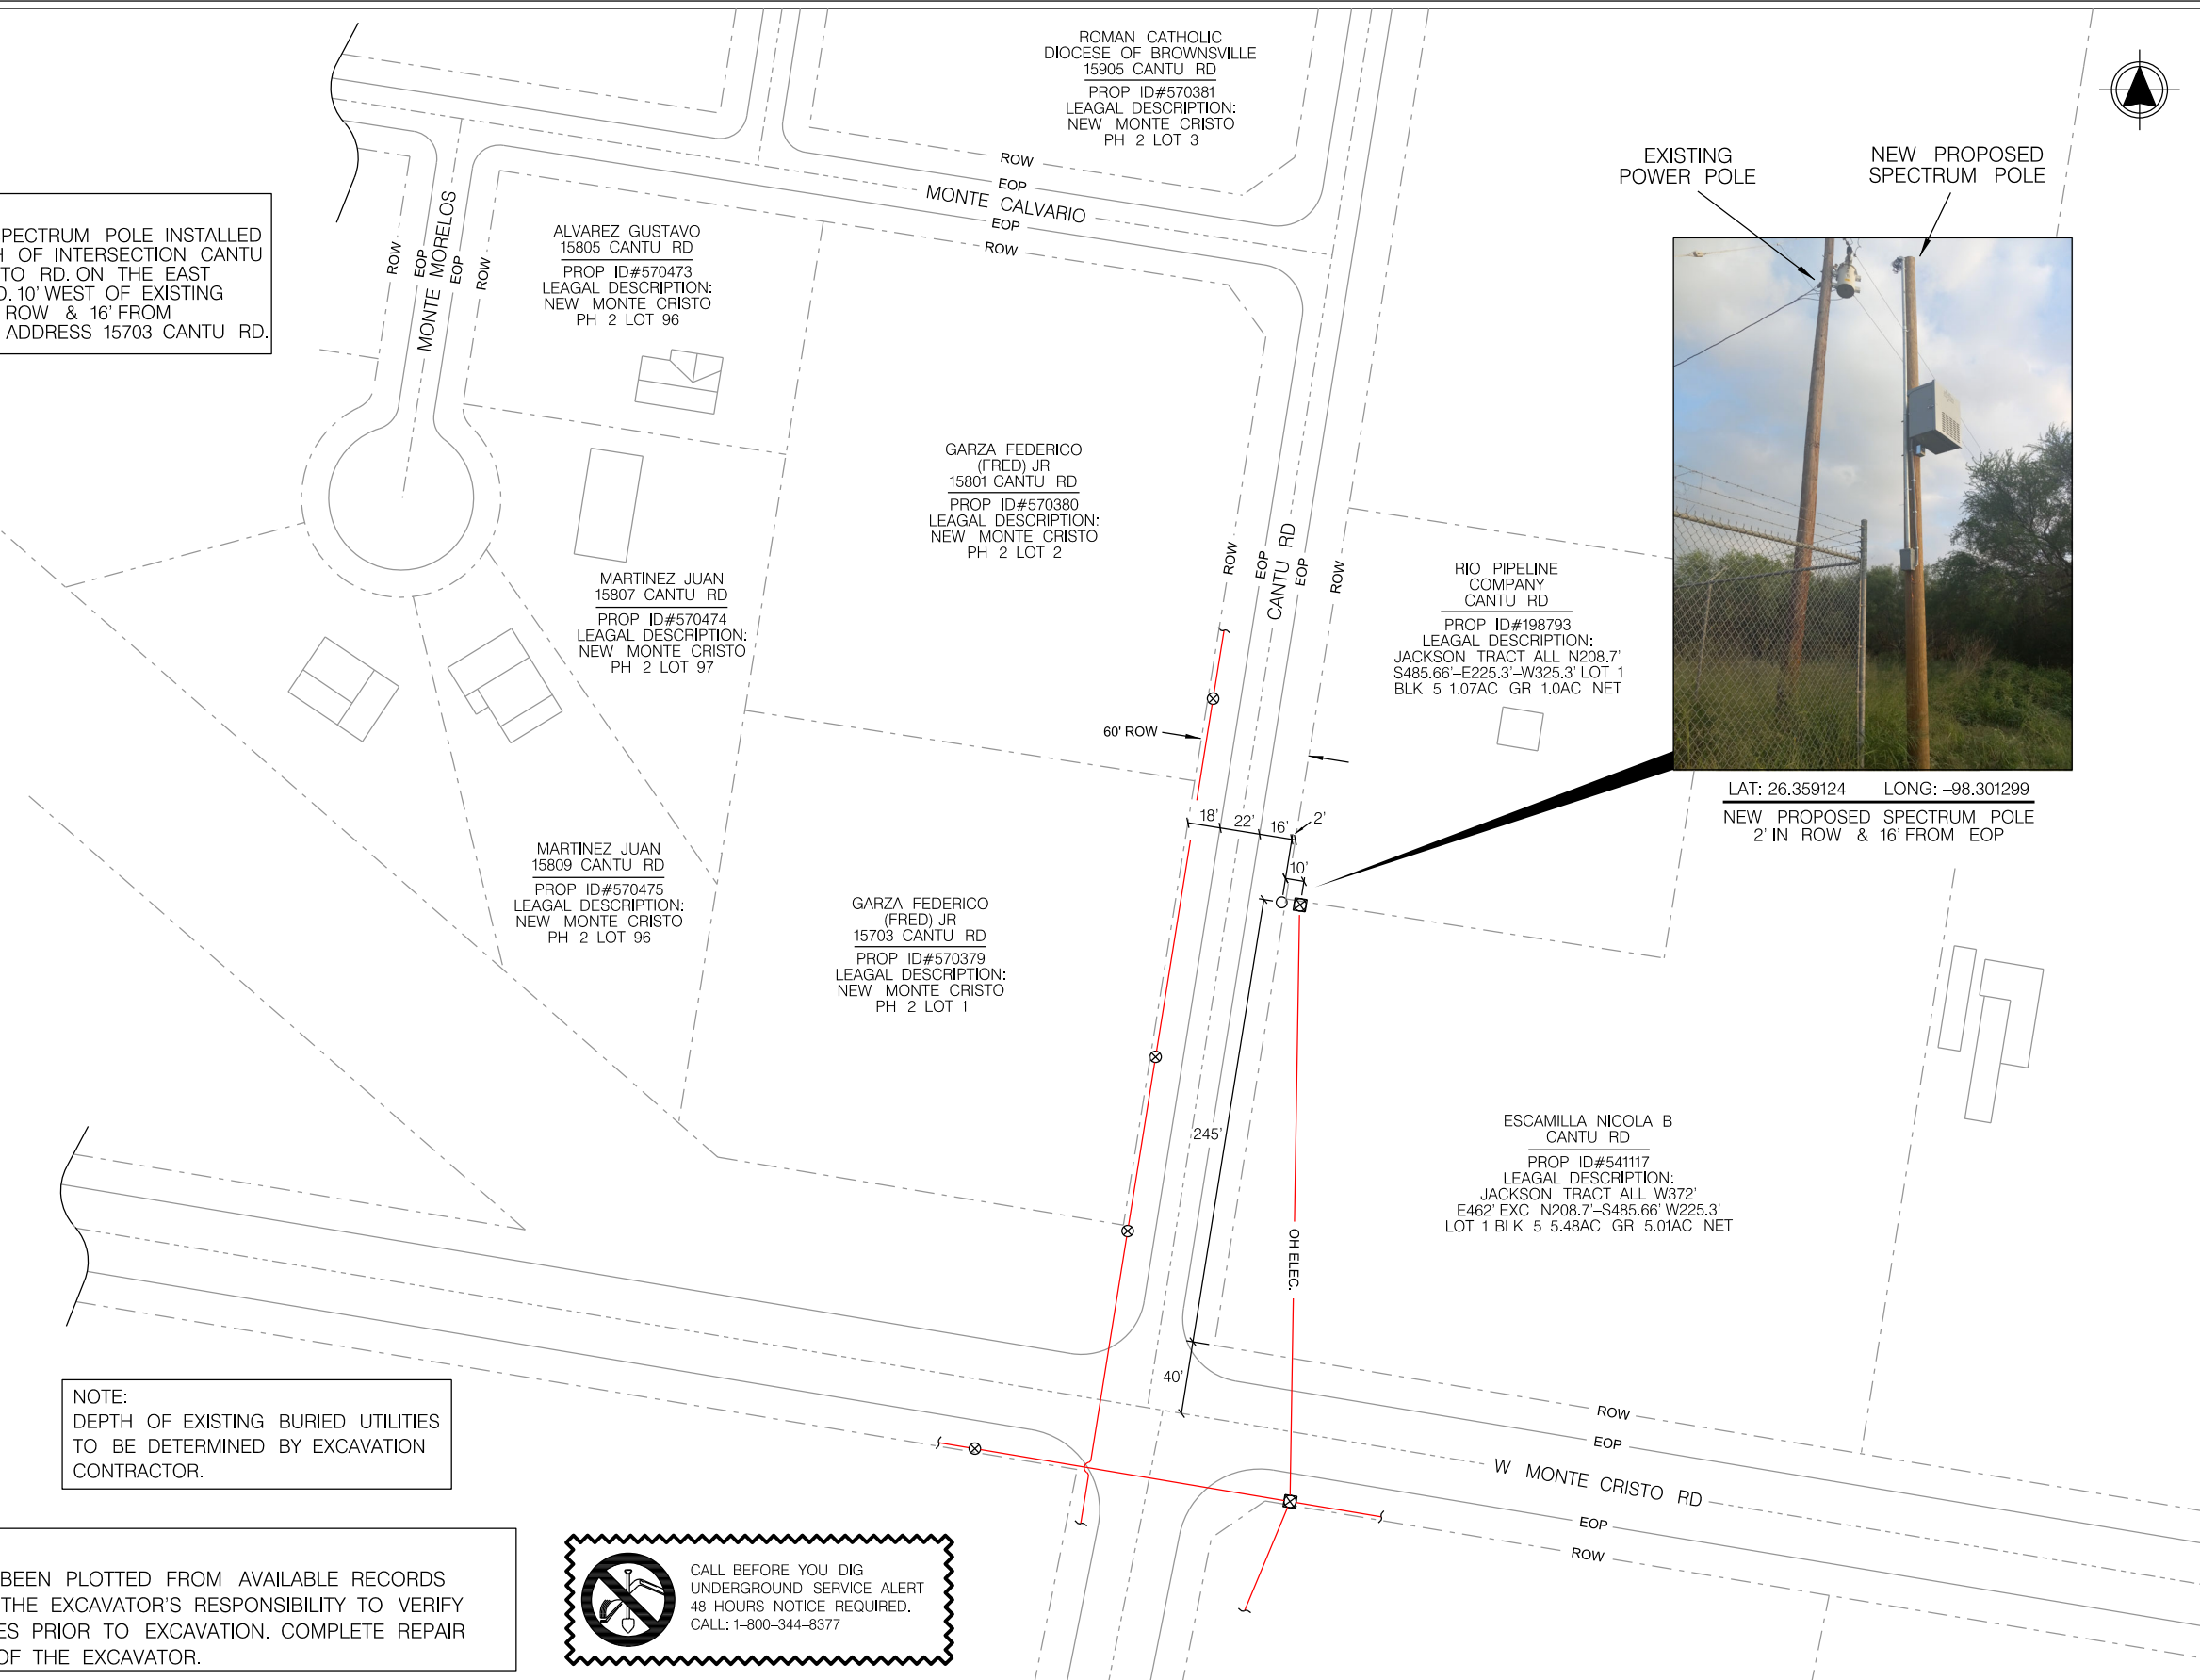 ROMAN CATHOLIC
DIOCESE OF BROWNSVILLE
15905 CANTU RD
PROP ID#570381
LEAGAL DESCRIPTION:
NEW MONTE CRISTO
PH 2 LOT 3
EXISTING
POWER POLE
NEW PROPOSED
SPECTRUM POLE
ROW
EOP
MONTE CALVARIO
EOP
ROW
PECTRUM POLE INSTALLED
OF INTERSECTION CANTU
TO RD. ON THE EAST
10' WEST OF EXISTING
ROW & 16' FROM
ADDRESS 15703 CANTU RD.
ROW
EOP
MONTE MORELOS
EOP
ROW
ALVAREZ GUSTAVO
15805 CANTU RD
PROP ID#570473
LEAGAL DESCRIPTION:
NEW MONTE CRISTO
PH 2 LOT 96
GARZA FEDERICO
(FRED) JR
15801 CANTU RD
PROP ID#570380
LEAGAL DESCRIPTION:
NEW MONTE CRISTO
PH 2 LOT 2
ROW
EOP
CANTU RD
EOP
ROW
RIO PIPELINE
COMPANY
CANTU RD
PROP ID#198793
LEAGAL DESCRIPTION:
JACKSON TRACT ALL N208.7'
S485.66'-E225.3'-W325.3' LOT 1
BLK 5 1.07AC GR 1.0AC NET
MARTINEZ JUAN
15807 CANTU RD
PROP ID#570474
LEAGAL DESCRIPTION:
NEW MONTE CRISTO
PH 2 LOT 97
60' ROW
LAT: 26.359124 LONG: -98.301299
NEW PROPOSED SPECTRUM POLE
2' IN ROW & 16' FROM EOP
18'
22'
16'
2'
10'
MARTINEZ JUAN
15809 CANTU RD
PROP ID#570475
LEAGAL DESCRIPTION:
NEW MONTE CRISTO
PH 2 LOT 96
GARZA FEDERICO
(FRED) JR
15703 CANTU RD
PROP ID#570379
LEAGAL DESCRIPTION:
NEW MONTE CRISTO
PH 2 LOT 1
245'
OH ELEC.
ESCAMILLA NICOLA B
CANTU RD
PROP ID#541117
LEAGAL DESCRIPTION:
JACKSON TRACT ALL W372'
E462' EXC N208.7'-S485.66' W225.3'
LOT 1 BLK 5 5.48AC GR 5.01AC NET
40'
NOTE:
DEPTH OF EXISTING BURIED UTILITIES
TO BE DETERMINED BY EXCAVATION
CONTRACTOR.
ROW
EOP
W MONTE CRISTO RD
EOP
ROW
BEEN PLOTTED FROM AVAILABLE RECORDS
THE EXCAVATOR'S RESPONSIBILITY TO VERIFY
ES PRIOR TO EXCAVATION. COMPLETE REPAIR
OF THE EXCAVATOR.
CALL BEFORE YOU DIG
UNDERGROUND SERVICE ALERT
48 HOURS NOTICE REQUIRED.
CALL: 1-800-344-8377